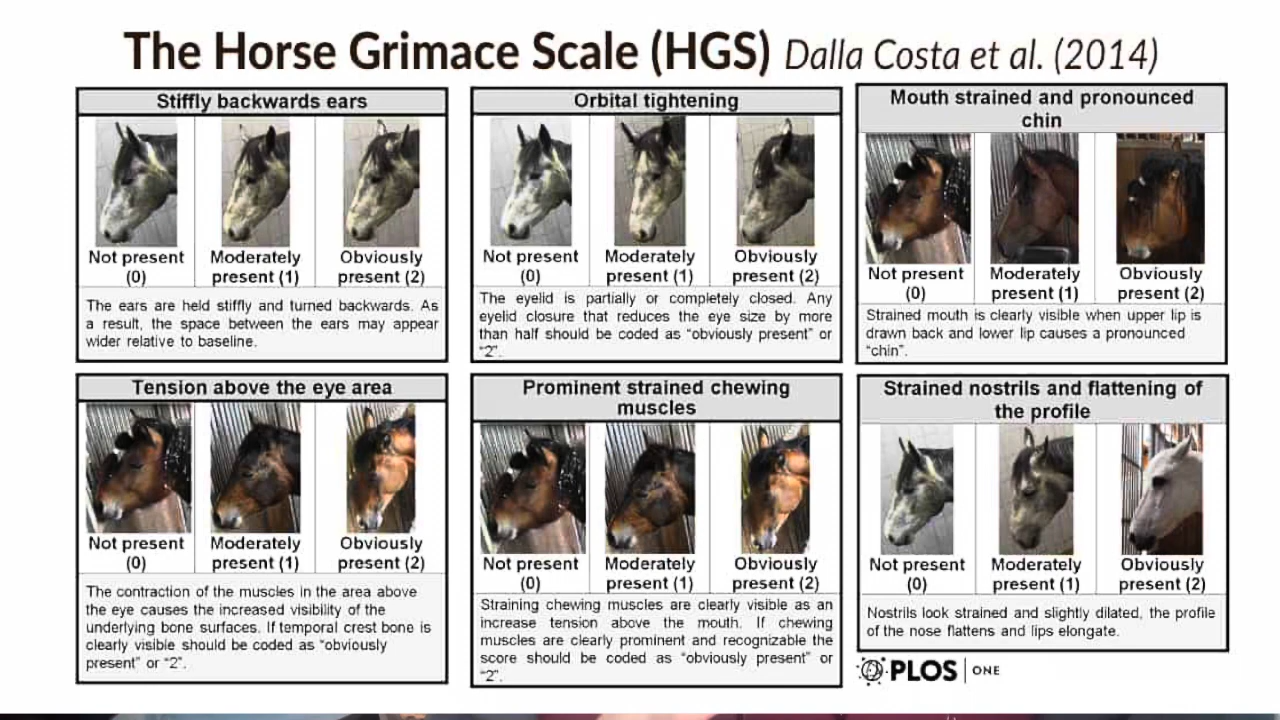 The Horse Grimace Scale (HGS) Dalla Costa et al. (2014)
Stiffly backwards ears
Not present
(0)
Moderately
present (1)
Obviously
present (2)
The ears are held stiffly and turned backwards. As
a result, the space between the ears may appear
wider relative to baseline.
Orbital tightening
Not present
(0)
Moderately
present (1)
Obviously
present (2)
The eyelid is partially or completely closed. Any
eyelid closure that reduces the eye size by more
than half should be coded as “obviously present” or
“2”.
Mouth strained and pronounced
chin
Not present
(0)
Moderately
present (1)
Obviously
present (2)
Strained mouth is clearly visible when upper lip is
drawn back and lower lip causes a pronounced
“chin”.
Tension above the eye area
Not present
(0)
Moderately
present (1)
Obviously
present (2)
The contraction of the muscles in the area above
the eye causes the increased visibility of the
underlying bone surfaces. If temporal crest bone is
clearly visible should be coded as “obviously
present” or “2”.
Prominent strained chewing
muscles
Not present
(0)
Moderately
present (1)
Obviously
present (2)
Straining chewing muscles are clearly visible as an
increase tension above the mouth. If chewing
muscles are clearly prominent and recognizable the
score should be coded as “obviously present” or
“2”.
Strained nostrils and flattening of
the profile
Not present
(0)
Moderately
present (1)
Obviously
present (2)
Nostrils look strained and slightly dilated, the profile
of the nose flattens and lips elongate.
PLOS ONE